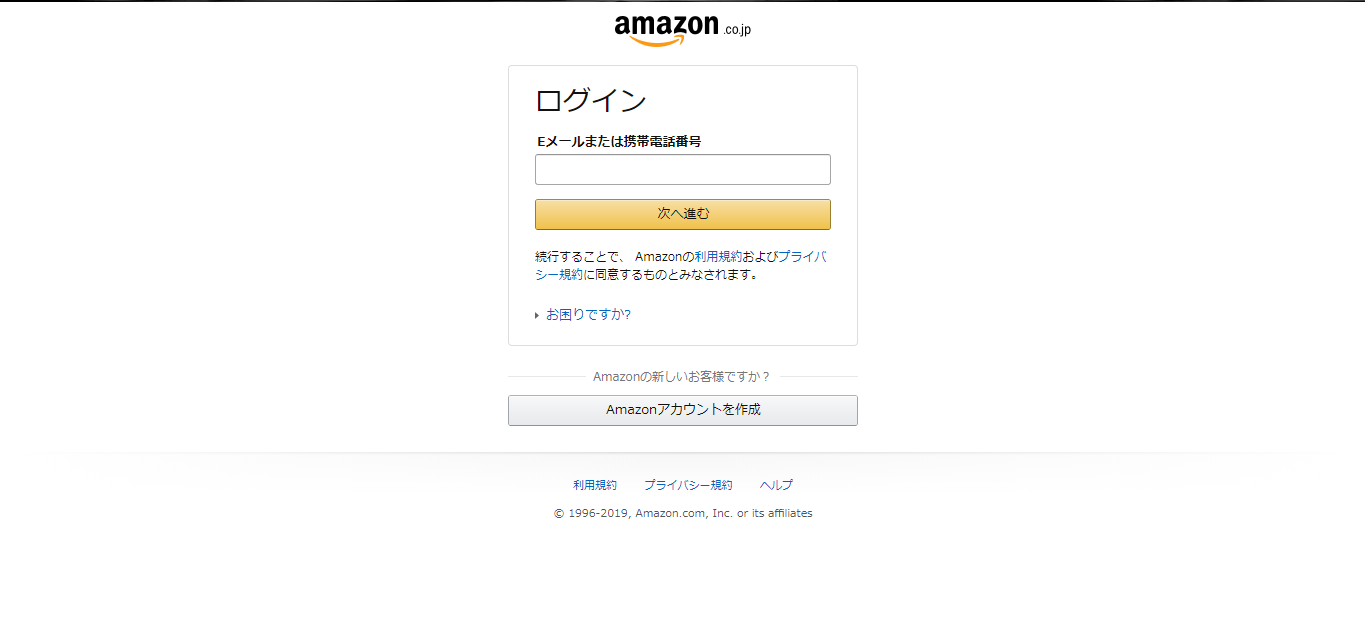 amazon.co.jp
ログイン
Eメールまたは携帯電話番号
次へ進む
続行することで、 Amazonの利用規約およびプライバ
シー規約に同意するものとみなされます。
お困りですか?
Amazonの新しいお客様ですか？
Amazonアカウントを作成
利用規約 プライバシー規約 ヘルプ
© 1996-2019, Amazon.com, Inc. or its affiliates